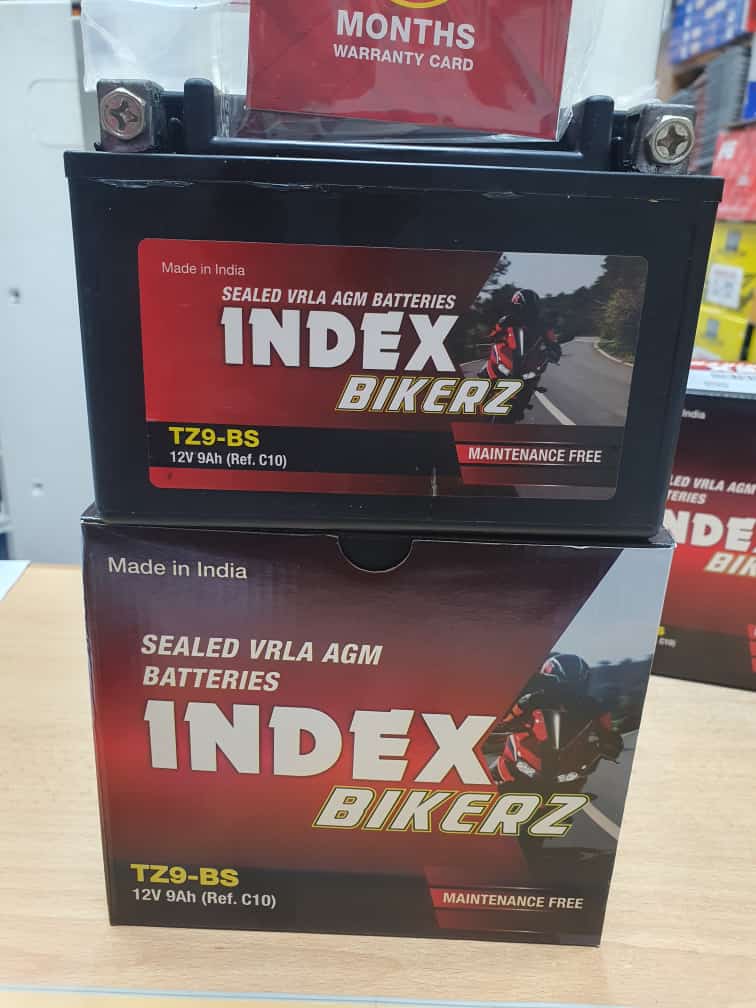 MONTHS
WARRANTY CARD
Made in India
SEALED VRLA AGM BATTERIES
INDEX
BIKERZ
TZ9-BS
12V 9Ah (Ref. C10)
MAINTENANCE FREE
Made in India
SEALED VRLA AGM
BATTERIES
INDEX
BIKERZ
TZ9-BS
12V 9Ah (Ref. C10)
MAINTENANCE FREE
India